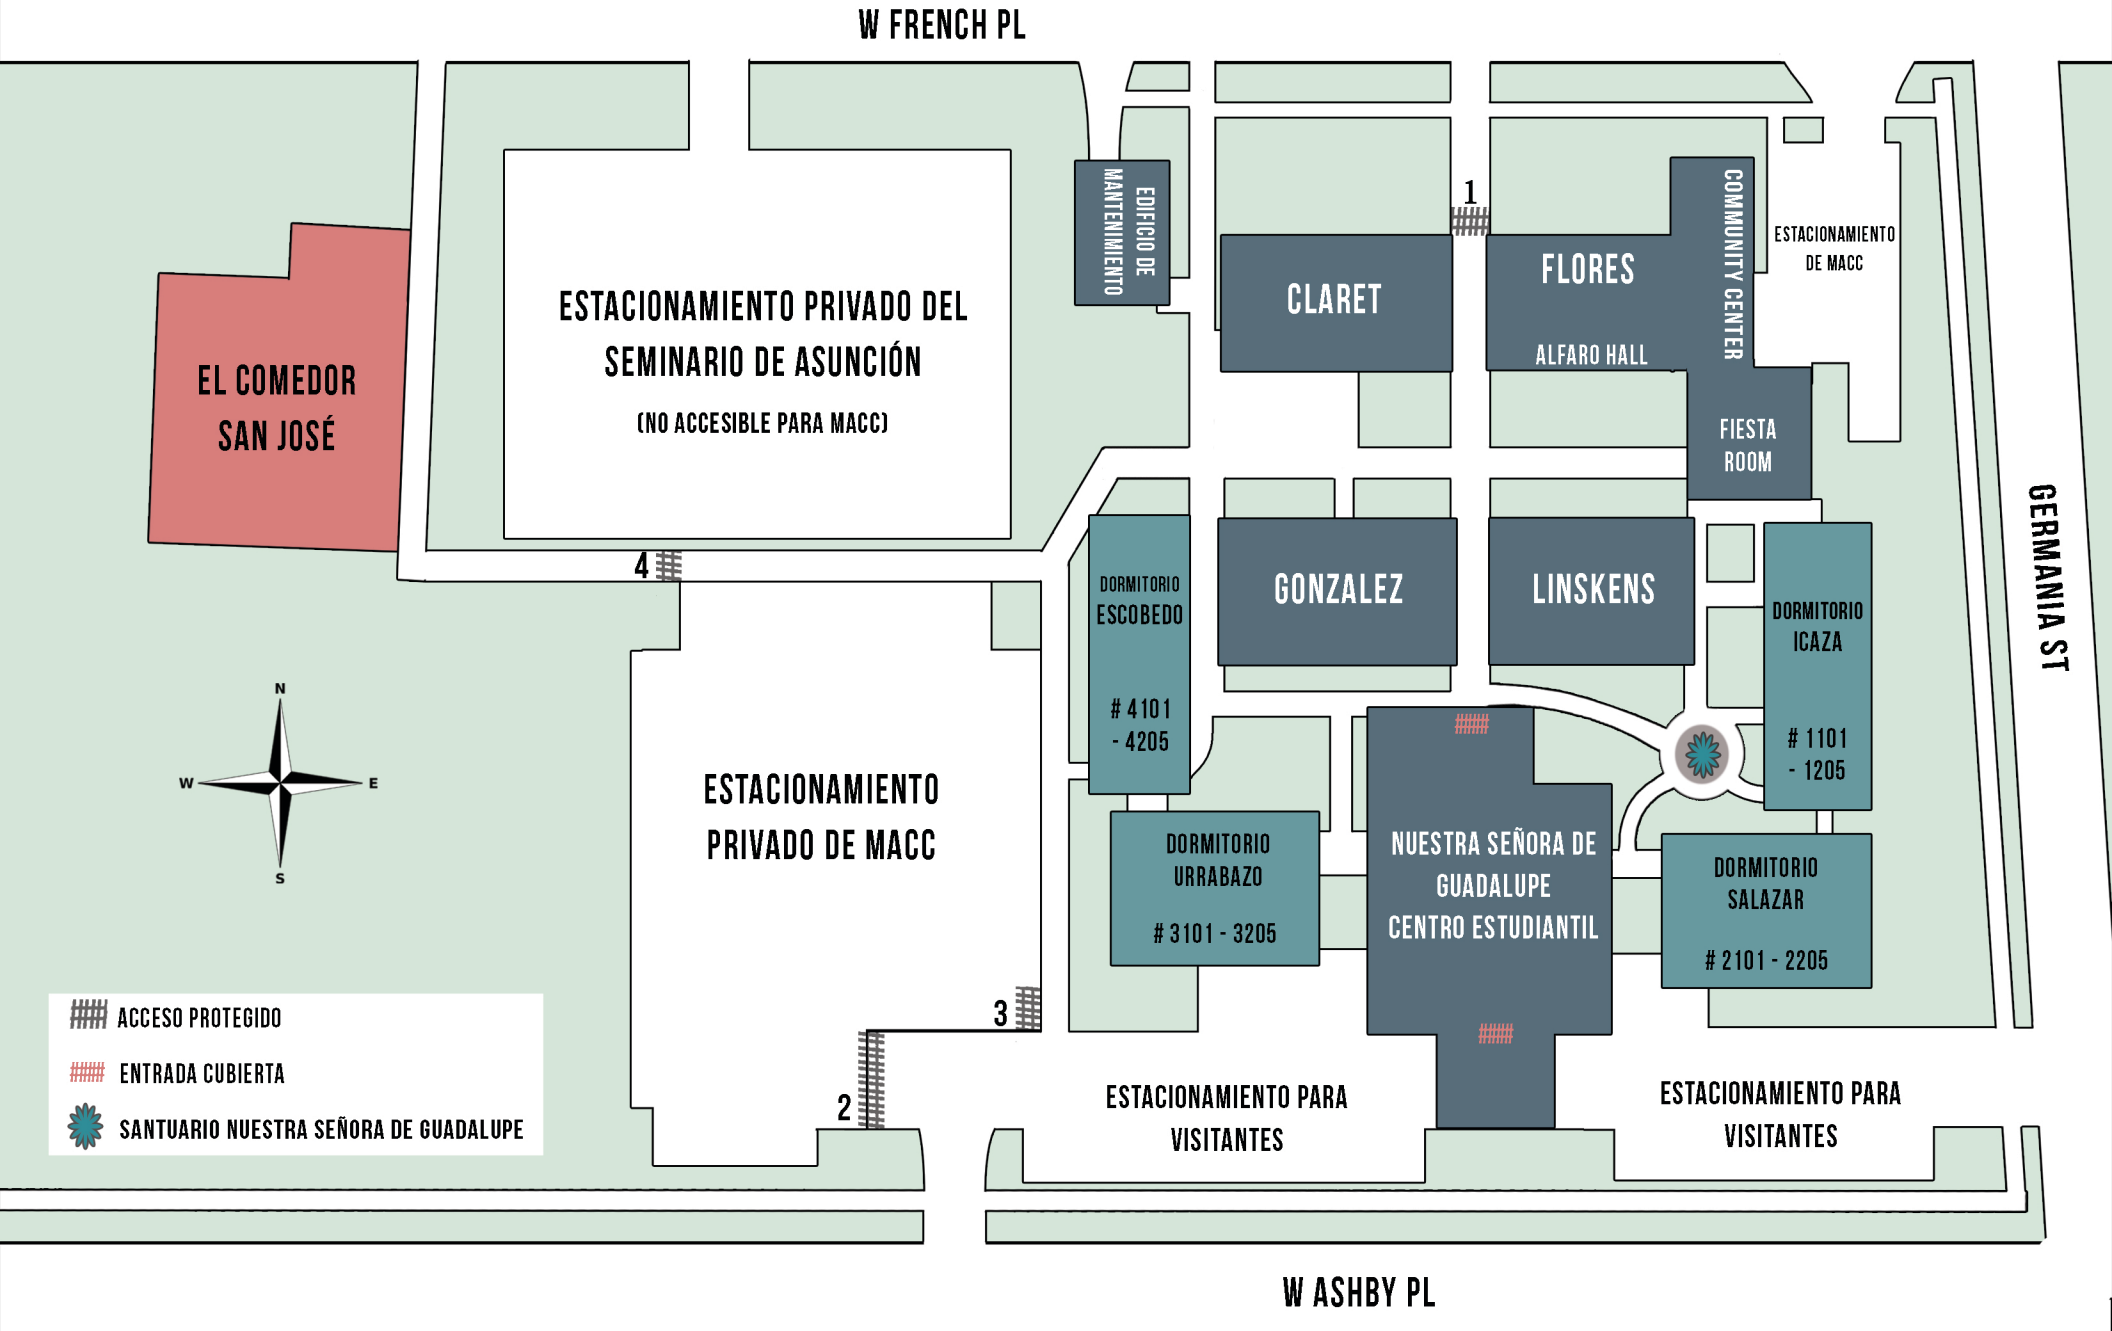 W FRENCH PL
1
EDIFICIO DE
MANTENIMIENTO
CLARET
FLORES
ALFARO HALL
COMMUNITY CENTER
ESTACIONAMIENTO
DE MACC
FIESTA
ROOM
ESTACIONAMIENTO PRIVADO DEL
SEMINARIO DE ASUNCIÓN
(NO ACCESIBLE PARA MACC)
EL COMEDOR
SAN JOSÉ
GERMANIA ST
4
DORMITORIO
ESCOBEDO
# 4101
- 4205
GONZALEZ
LINSKENS
DORMITORIO
ICAZA
# 1101
- 1205
N
W
E
S
ESTACIONAMIENTO
PRIVADO DE MACC
DORMITORIO
URRABAZO
# 3101 - 3205
NUESTRA SEÑORA DE
GUADALUPE
CENTRO ESTUDIANTIL
DORMITORIO
SALAZAR
# 2101 - 2205
3
2
ACCESO PROTEGIDO
ENTRADA CUBIERTA
SANTUARIO NUESTRA SEÑORA DE GUADALUPE
ESTACIONAMIENTO PARA
VISITANTES
ESTACIONAMIENTO PARA
VISITANTES
W ASHBY PL